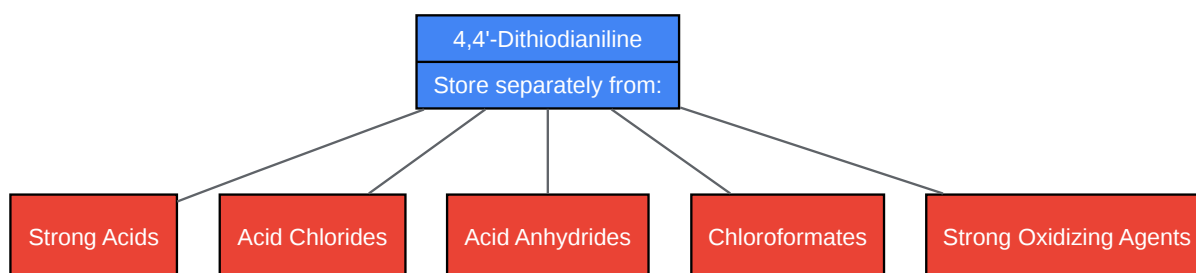 4,4'-Dithiodianiline
Store separately from:
Strong Acids
Acid Chlorides
Acid Anhydrides
Chloroformates
Strong Oxidizing Agents